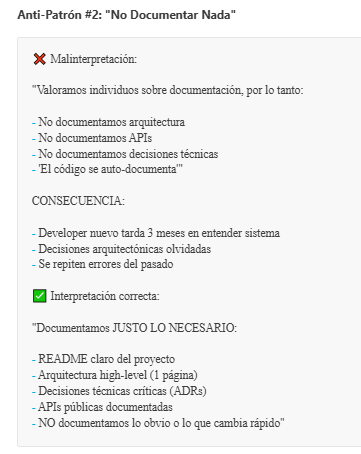 Anti-Patrón #2: "No Documentar Nada"
❌ Malinterpretación:
"Valoramos individuos sobre documentación, por lo tanto:
- No documentamos arquitectura
- No documentamos APIs
- No documentamos decisiones técnicas
- 'El código se auto-documenta'"
CONSECUENCIA:
- Developer nuevo tarda 3 meses en entender sistema
- Decisiones arquitectónicas olvidadas
- Se repiten errores del pasado
✅ Interpretación correcta:
"Documentamos JUSTO LO NECESARIO:
- README claro del proyecto
- Arquitectura high-level (1 página)
- Decisiones técnicas críticas (ADRs)
- APIs públicas documentadas
- NO documentamos lo obvio o lo que cambia rápido"